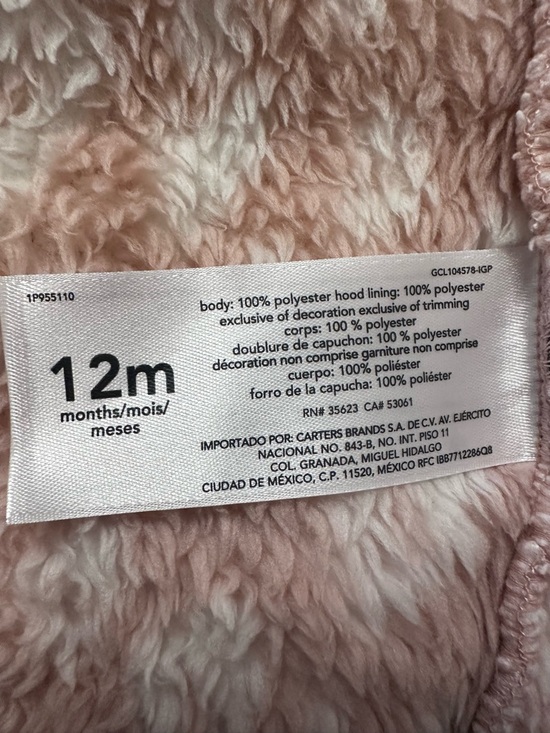 1P955110
12m
months/mois/
meses
GCL104578-IGP
body: 100% polyester hood lining: 100% polyester
exclusive of decoration exclusive of trimming
corps: 100 % polyester
doublure de capuchon: 100 % polyester
décoration non comprise garniture non comprise
cuerpo: 100% poliéster
forro de la capucha: 100% poliéster
RN# 35623 CA# 53061
IMPORTADO POR: CARTERS BRANDS S.A. DE C.V. AV. EJÉRCITO
NACIONAL NO. 843-B, NO. INT. PISO 11
COL. GRANADA, MIGUEL HIDALGO
CIUDAD DE MÉXICO, C.P. 11520, MÉXICO RFC IBB7712286Q8